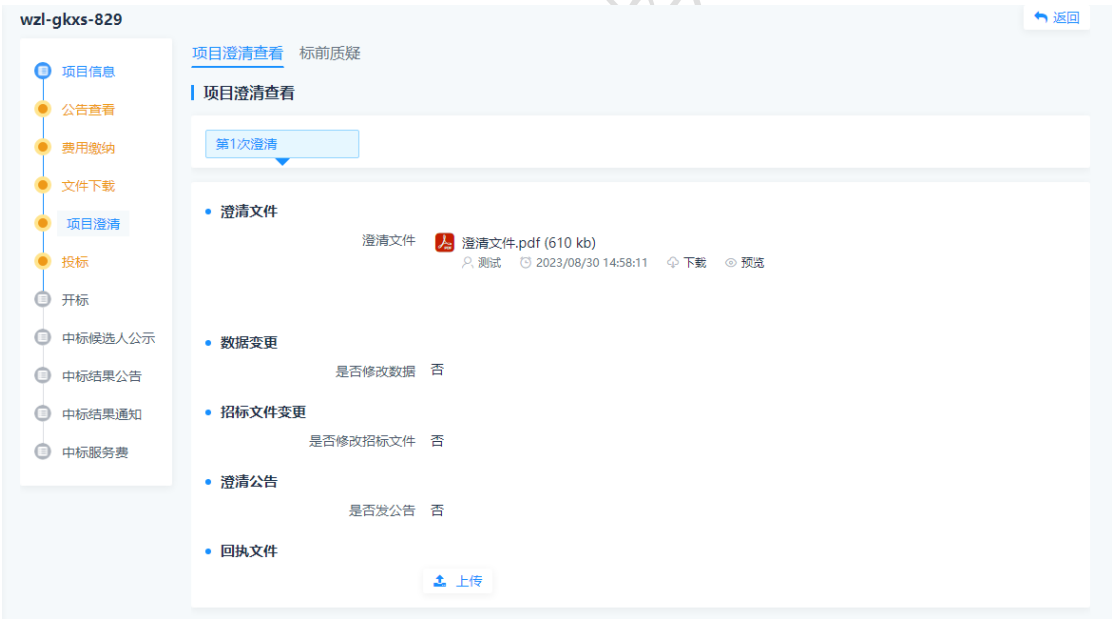 wzl-gkxs-829
返回
项目信息
公告查看
费用缴纳
文件下载
项目澄清
投标
开标
中标候选人公示
中标结果公告
中标结果通知
中标服务费
项目澄清查看 标前质疑
项目澄清查看
第1次澄清
澄清文件
澄清文件 澄清文件.pdf (610 kb)
测试 2023/08/30 14:58:11 下载 预览
数据变更
是否修改数据 否
招标文件变更
是否修改招标文件 否
澄清公告
是否发公告 否
回执文件
上传